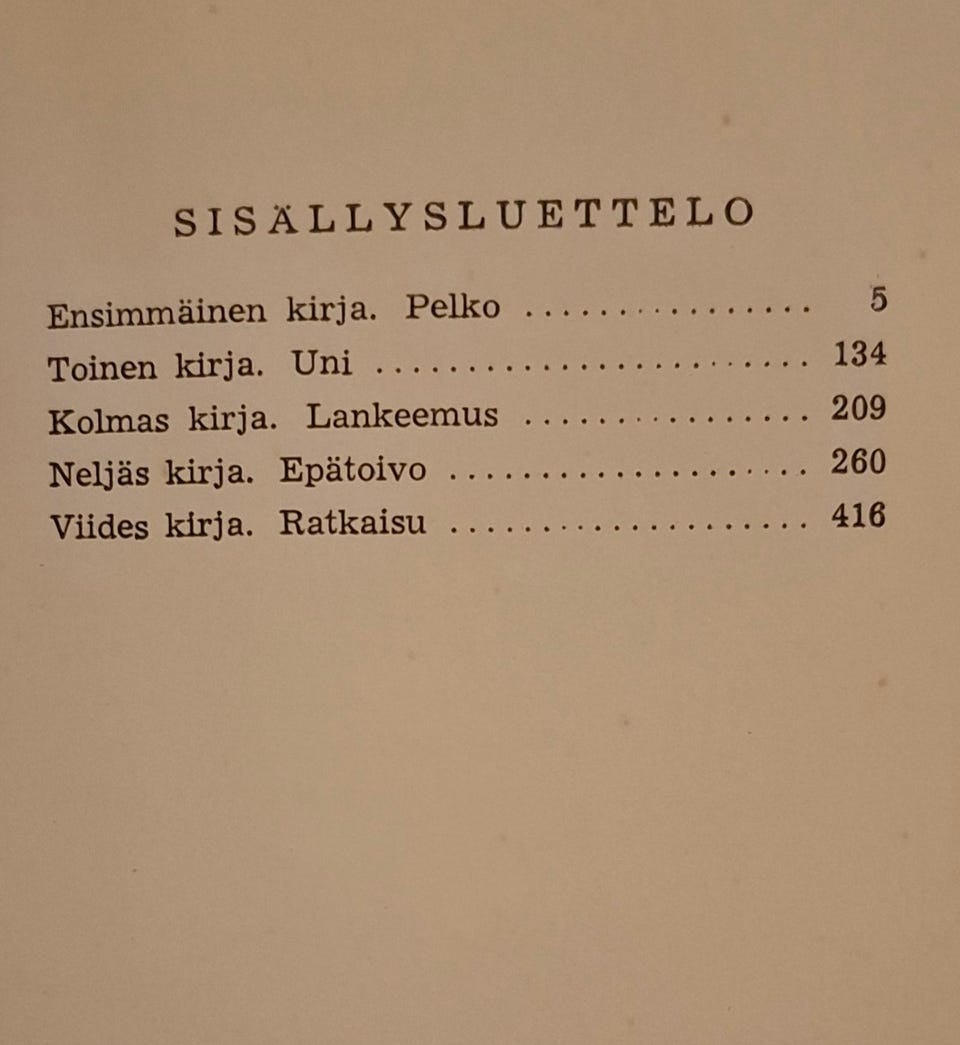 SISÄLLYSLUETTELO
Ensimmäinen kirja. Pelko ................ 5
Toinen kirja. Uni ........................ 134
Kolmas kirja. Lankeemus ................ 209
Neljäs kirja. Epätoivo .................... 260
Viides kirja. Ratkaisu .................... 416